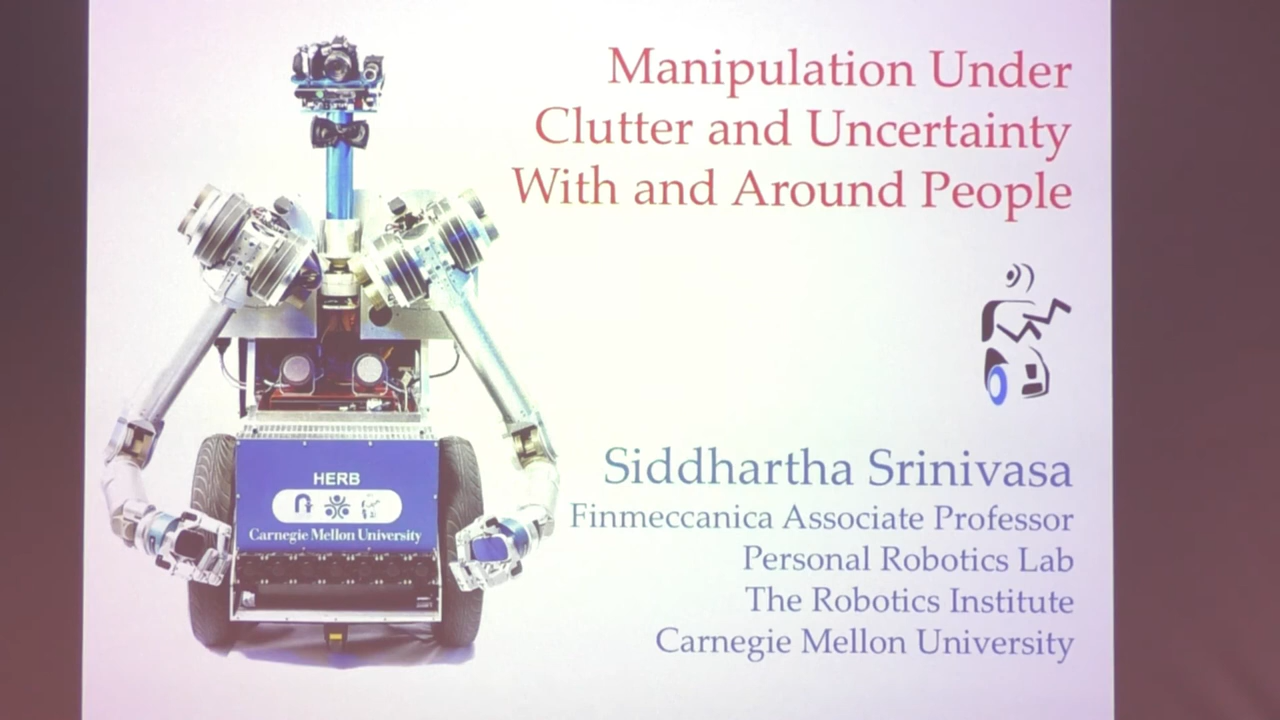 Manipulation Under
Clutter and Uncertainty
With and Around People
Siddhartha Srinivasa
Finmeccanica Associate Professor
Personal Robotics Lab
The Robotics Institute
Carnegie Mellon University
HERB
Carnegie Mellon University